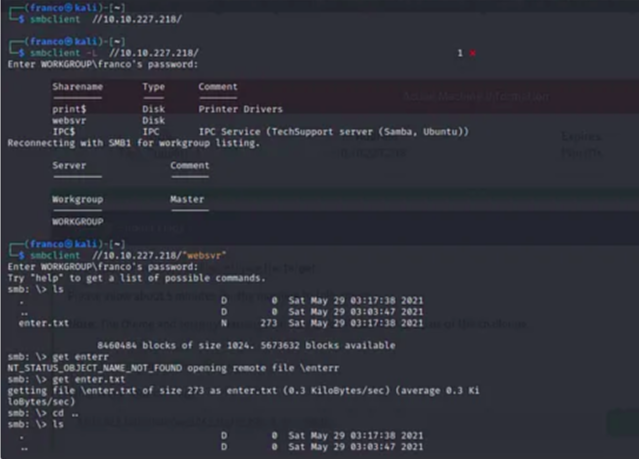 ┌──(franco㉿kali)-[~]
└─$ smbclient //10.10.227.218/
┌──(franco㉿kali)-[~]
└─$ smbclient -L //10.10.227.218/ 1 ⨯
Enter WORKGROUP\franco's password:
Sharename Type Comment
--------- ---- -------
print$ Disk Printer Drivers
websvr Disk
IPC$ IPC IPC Service (TechSupport server (Samba, Ubuntu))
Reconnecting with SMB1 for workgroup listing.
Server Comment
--------- -------
Workgroup Master
--------- -------
WORKGROUP
┌──(franco㉿kali)-[~]
└─$ smbclient //10.10.227.218/"websvr"
Enter WORKGROUP\franco's password:
Try "help" to get a list of possible commands.
smb: \> ls
. D 0 Sat May 29 03:17:38 2021
.. D 0 Sat May 29 03:03:47 2021
enter.txt N 273 Sat May 29 03:17:38 2021
8460484 blocks of size 1024. 5673632 blocks available
smb: \> get enterr
NT_STATUS_OBJECT_NAME_NOT_FOUND opening remote file \enterr
smb: \> get enter.txt
getting file \enter.txt of size 273 as enter.txt (0.3 KiloBytes/sec) (average 0.3 Ki
loBytes/sec)
smb: \> cd ..
smb: \> ls
. D 0 Sat May 29 03:17:38 2021
.. D 0 Sat May 29 03:03:47 2021